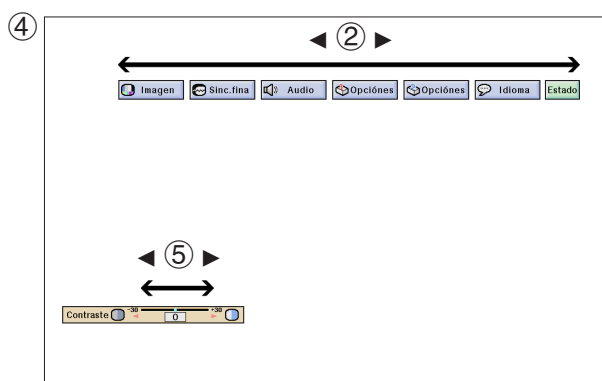 ④
◄ ② ►
Imagen Sinc.fina Audio Opciónes Opciónes Idioma Estado
◄ ⑤ ►
Contraste -30 0 +30